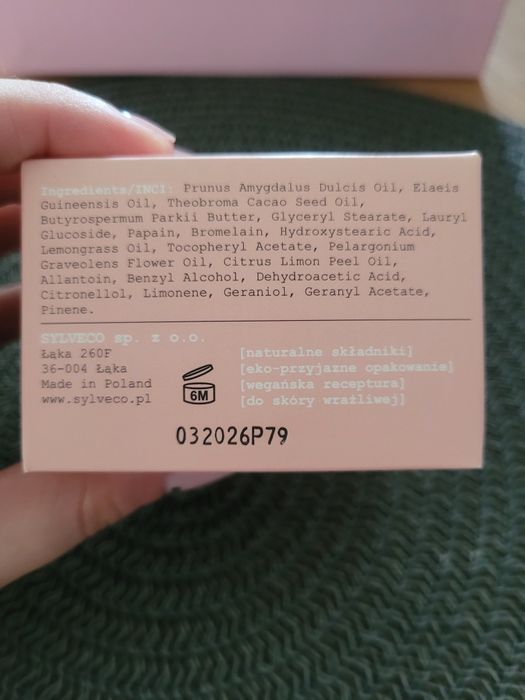 Ingredients/INCI: Prunus Amygdalus Dulcis Oil, Elaeis
Guineensis Oil, Theobroma Cacao Seed Oil,
Butyrospermum Parkii Butter, Glyceryl Stearate, Lauryl
Glucoside, Papain, Bromelain, Hydroxystearic Acid,
Lemongrass Oil, Tocopheryl Acetate, Pelargonium
Graveolens Flower Oil, Citrus Limon Peel Oil,
Allantoin, Benzyl Alcohol, Dehydroacetic Acid,
Citronellol, Limonene, Geraniol, Geranyl Acetate,
Pinene.
SYLVECO sp. z o.o.
Łąka 260F
36-004 Łąka
Made in Poland
www.sylveco.pl
6M
[naturalne składniki]
[eko-przyjazne opakowanie]
[wegańska receptura]
[do skóry wrażliwej]
032026P79